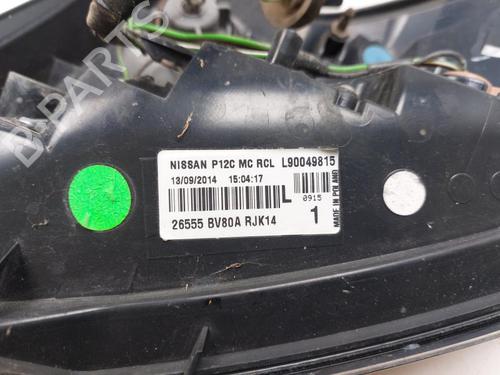 B-PARTS
NISSAN P12C MC RCL L90049815
13/09/2014 15:04:17 L 0915
26555 BV80A RJK14 1
MADE IN POLAND